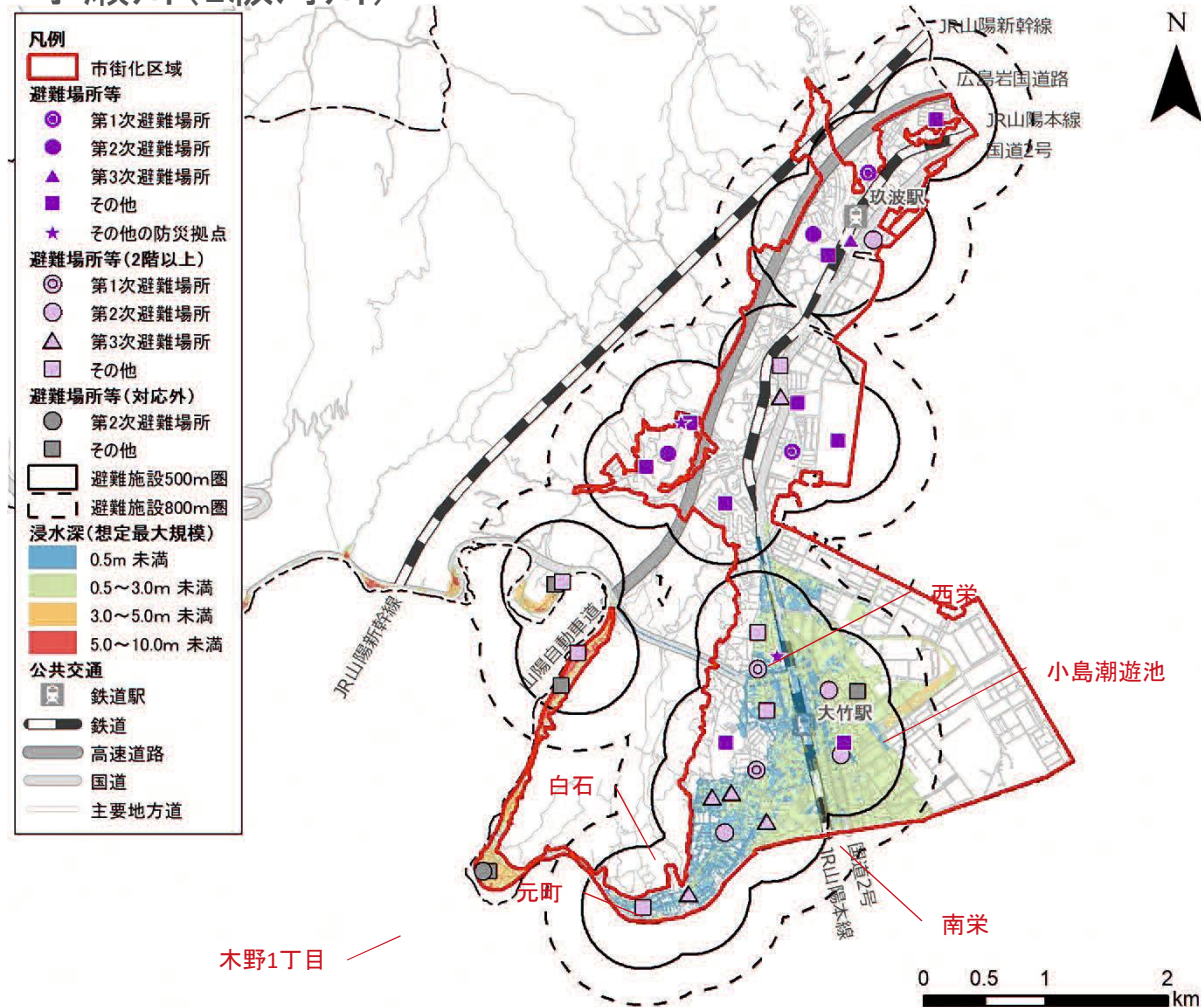 凡例
市街化区域
避難場所等
第1次避難場所
第2次避難場所
第3次避難場所
その他
その他の防災拠点
避難場所等(2階以上)
第1次避難場所
第2次避難場所
第3次避難場所
その他
避難場所等(対応外)
第2次避難場所
その他
避難施設500m圏
避難施設800m圏
浸水深(想定最大規模)
0.5m 未満
0.5～3.0m 未満
3.0～5.0m 未満
5.0～10.0m 未満
公共交通
鉄道駅
鉄道
高速道路
国道
主要地方道
JR山陽新幹線
N
広島岩国道路
JR山陽本線
国道2号
玖波駅
JR山陽新幹線
山陽自動車道
西栄
小島潮遊池
大竹駅
白石
元町
国道2号
JR山陽本線
南栄
木野1丁目
0 0.5 1 2
km